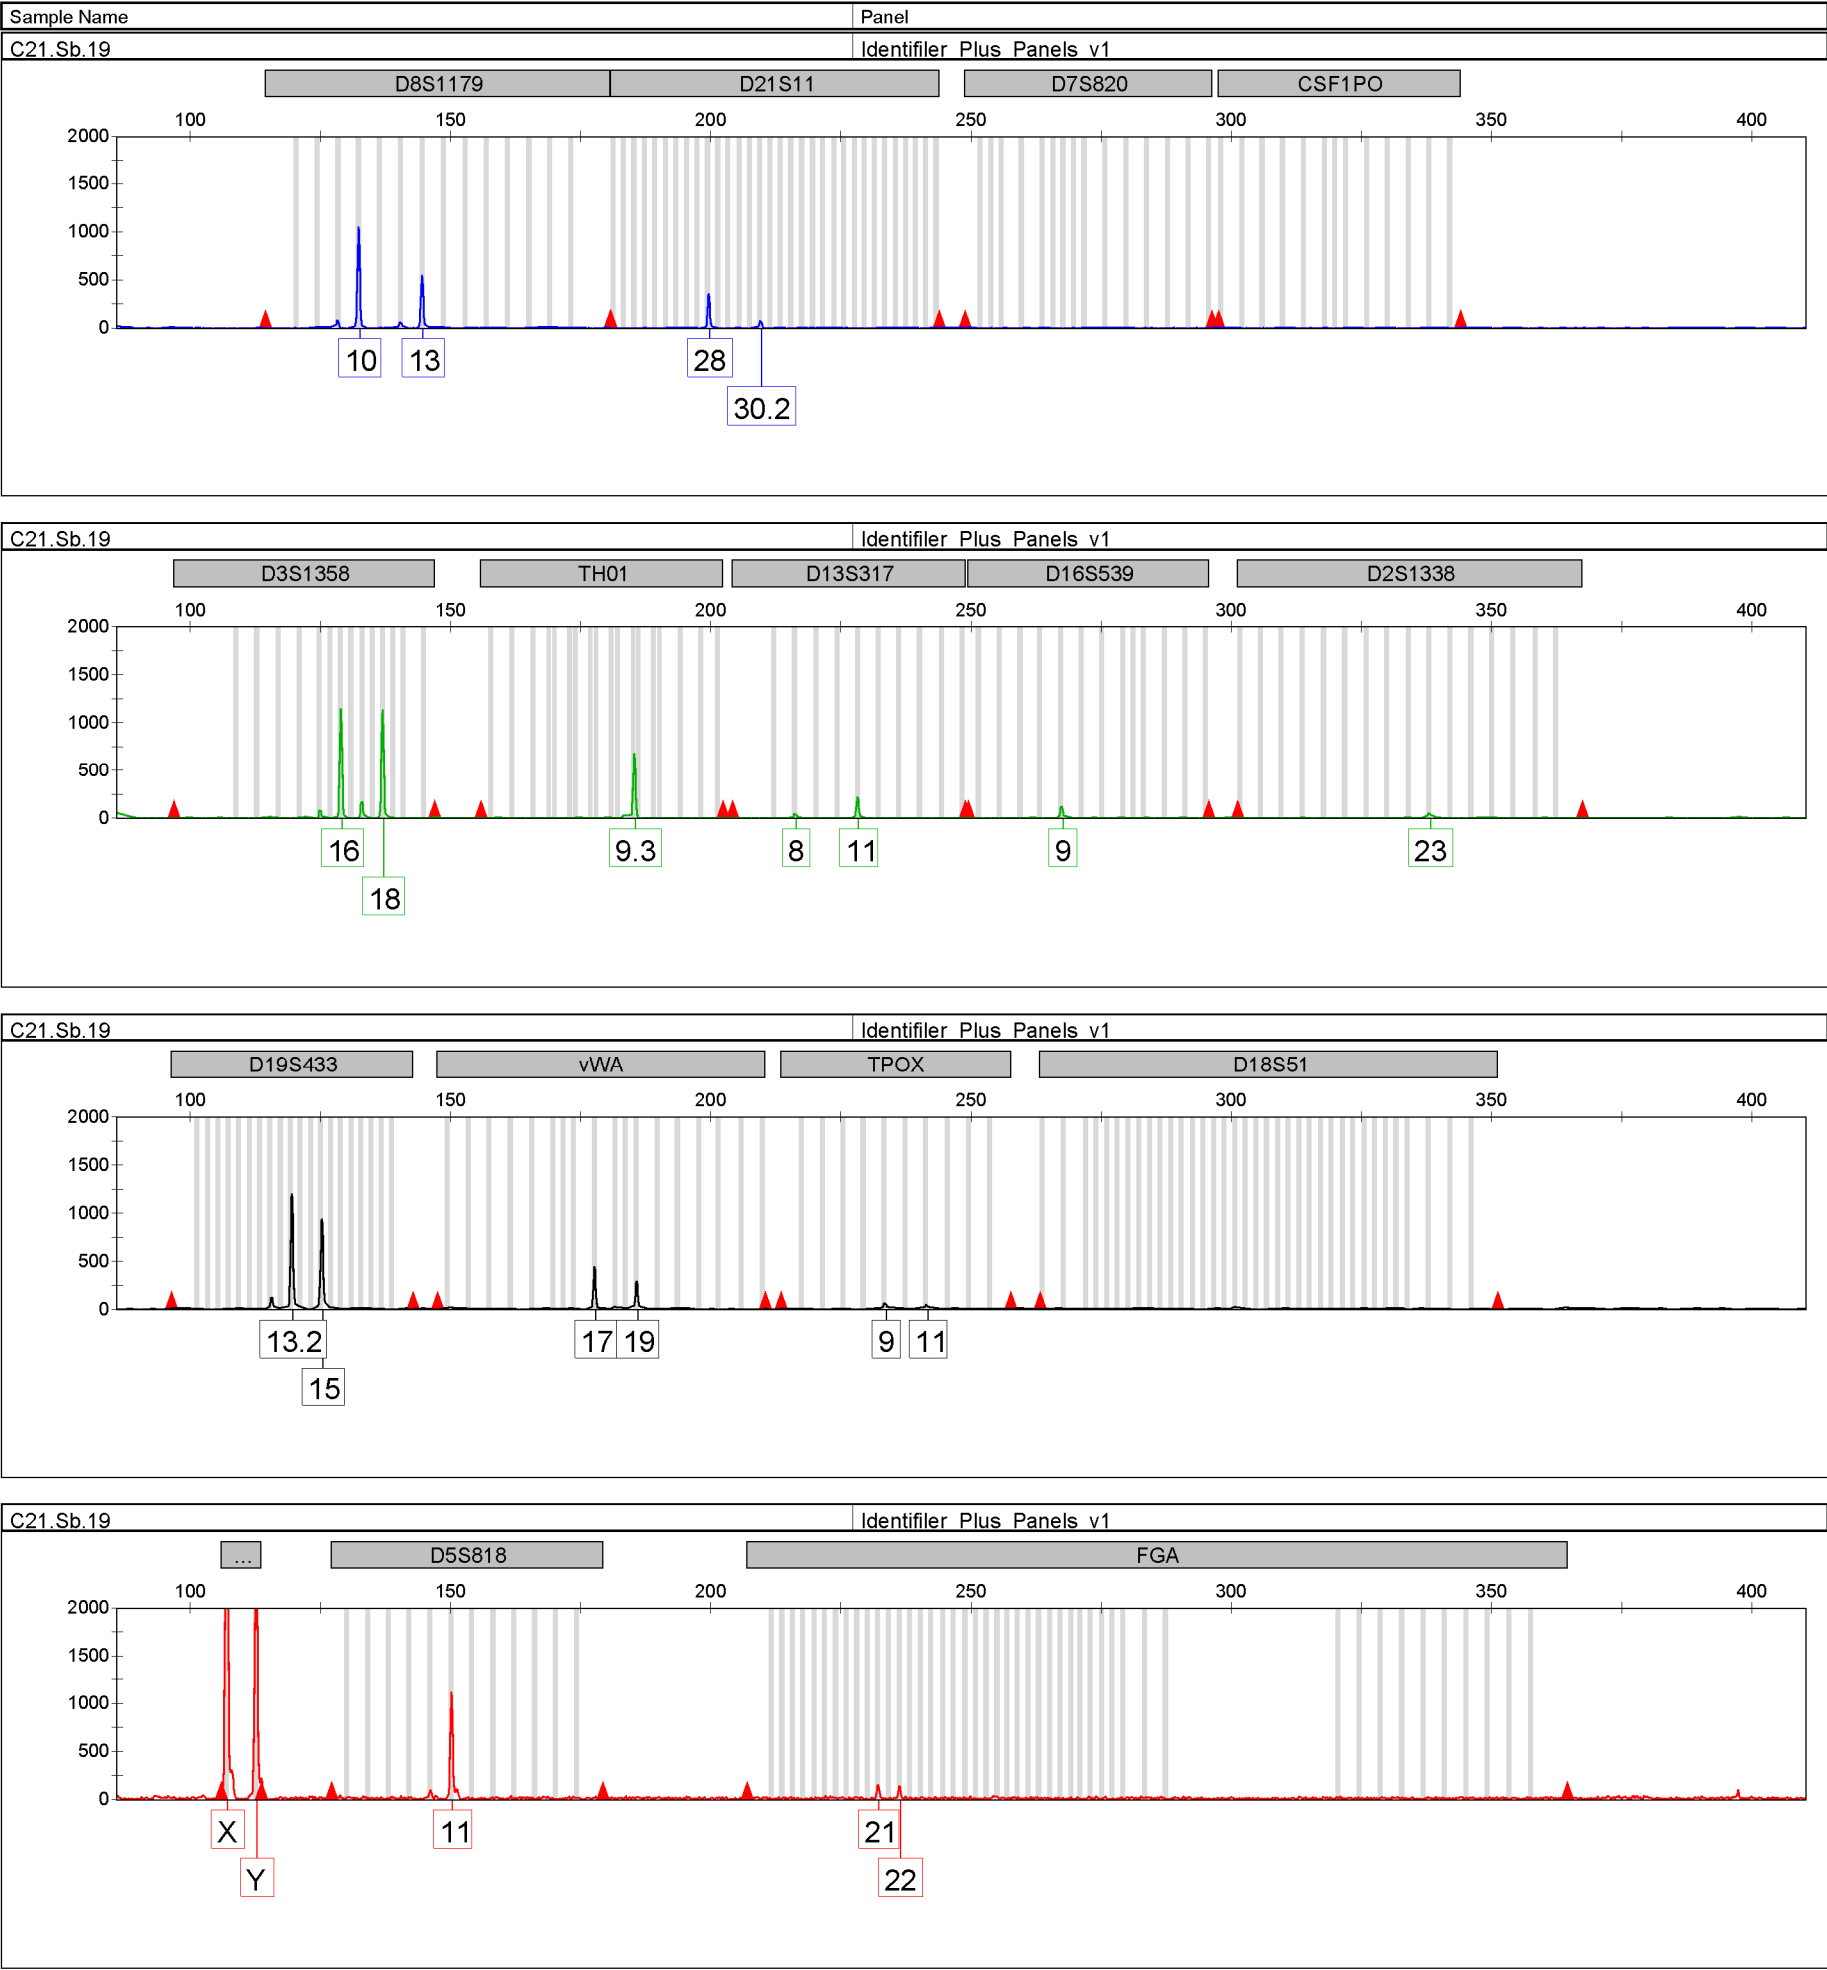 Sample Name Panel
C21.Sb.19 Identifiler_Plus_Panels_v1
D8S1179 D21S11 D7S820 CSF1PO
100 150 200 250 300 350 400
2000
1500
1000
500
0
10 13 28
30.2
C21.Sb.19 Identifiler_Plus_Panels_v1
D3S1358 TH01 D13S317 D16S539 D2S1338
100 150 200 250 300 350 400
2000
1500
1000
500
0
16 9.3 8 11 9 23
18
C21.Sb.19 Identifiler_Plus_Panels_v1
D19S433 vWA TPOX D18S51
100 150 200 250 300 350 400
2000
1500
1000
500
0
13.2 17 19 9 11
15
C21.Sb.19 Identifiler_Plus_Panels_v1
... D5S818 FGA
100 150 200 250 300 350 400
2000
1500
1000
500
0
X 11 21
Y 22